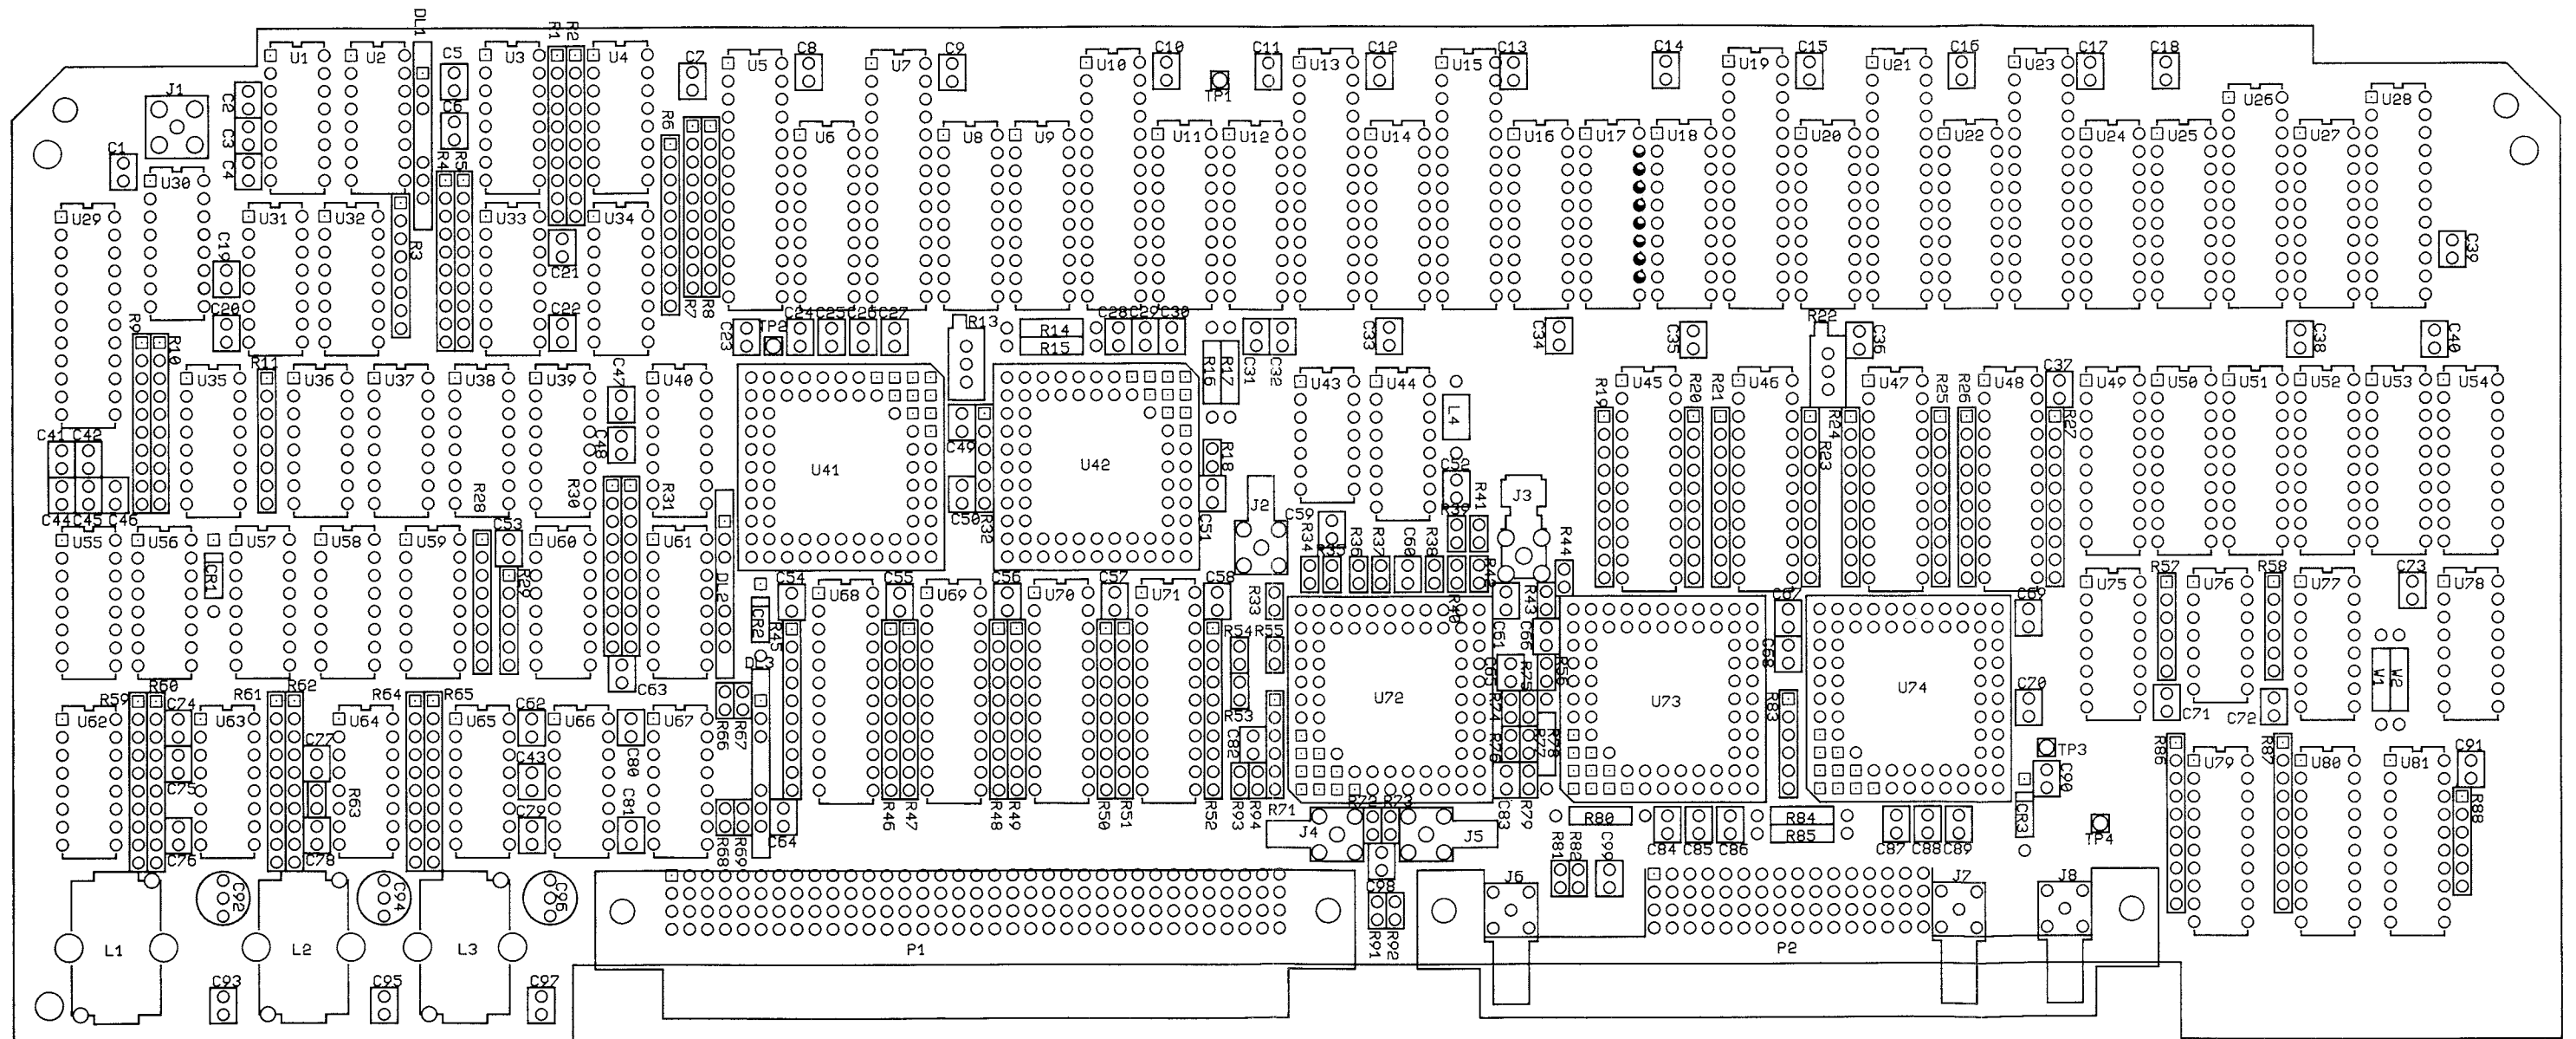 DL1 R1 R2
U1 U2 C5 U3 U4 C7 U5 C8 U7 C9 U10 C10 TP1 C11 U13 C12 U15 C13 C14 U19 C15 U21 C16 U23 C17 C18
J1 C2 C3 C4 C6 R6 U6 U8 U9 U11 U12 U14 U16 U17 U18 U20 U22 U24 U25 U26 U27 U28
C1 U30 R4 R5
U29 U31 U32 R3 U33 U34 C39
C19 C21
C20 C22 R7 R8
R9 R10 C23 TP2 C24 C25 C26 C27 R13 R14 R15 C28 C29 C30 R16 R17 C31 C32 C33 C34 C35 R22 C36 C38 C40
U35 R11 U36 U37 U38 U39 C47 U40 U43 U44 L4 R19 U45 R20 R21 U46 R24 R23 U47 R25 R26 U48 C37 R27 U49 U50 U51 U52 U53 U54
C41 C42 C48 U41 C49 U42 R18
C44 C45 C46 R28 R30 R31 C50 R32 C51 J2 C59 R41 J3
U55 U56 U57 U58 U59 C53 U60 U61 R34 R36 R37 C60 R38 R39 R42 R44
CR1 R29 DL2 C54 U68 C55 U69 C56 U70 C57 U71 C58 R33 R40 R43 C67 C69 U75 R57 U76 R58 U77 C73 U78
CR2 R45 R54 R55 C61 C66 C68
DL3 C63 C65 R75 R56
R59 R60 R61 R62 R64 R65 U72 U73 U74 C70 C71 C72 W1 W2
U62 C74 U63 U64 U65 C62 U66 U67 R66 R67 R53 R74 R83
C77 C80 C82 R76 R77 R78 TP3 R86 U79 R87 U80 U81 C91
C75 R63 C43 C90 R88
C76 C78 C79 C81 R68 R69 C64 R46 R47 R48 R49 R50 R51 R52 R93 R94 R71 R72 R73 C83 R79 R80 R84 R85 CR3 TP4
J4 J5 C84 C85 C86 C87 C88 C89
C92 C94 C96 C98 J6 R81 R82 C99 J7 J8
L1 L2 L3 P1 R91 R92 P2
C93 C95 C97